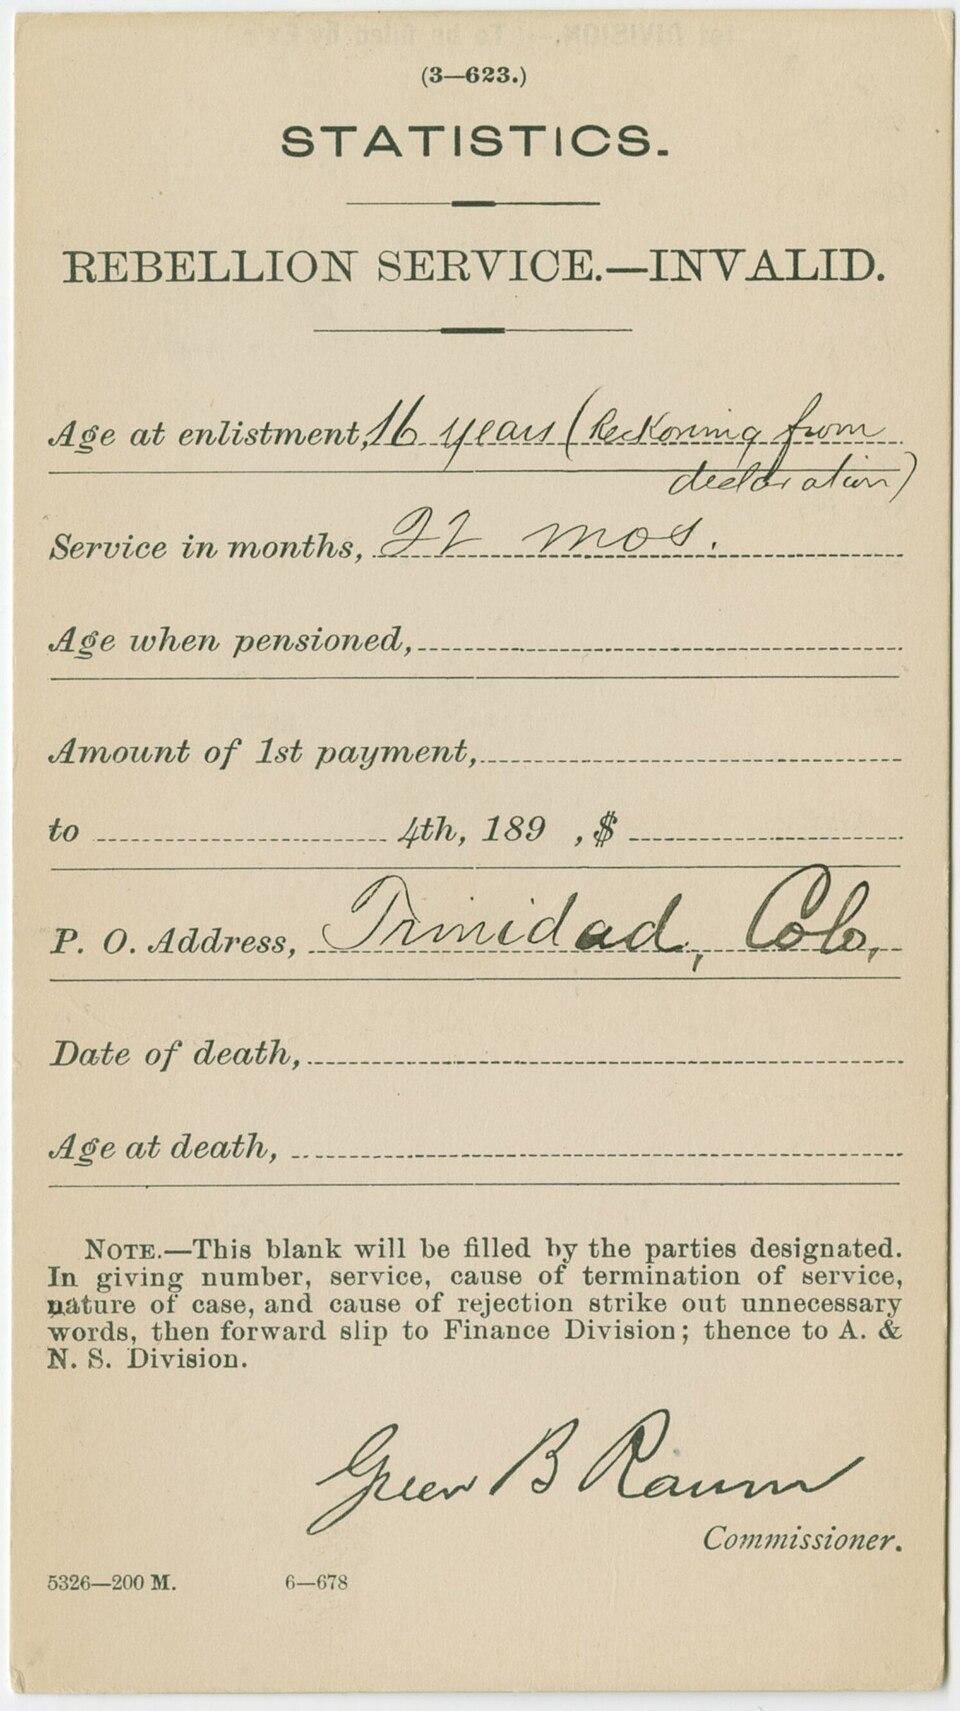 (3—623.)
STATISTICS.
REBELLION SERVICE.—INVALID.
Age at enlistment, 16 years (Reckoning from
declaration)
Service in months, 22 mos.
Age when pensioned,
Amount of 1st payment,
to 4th, 189 , $
P. O. Address, Trinidad, Colo,
Date of death,
Age at death,
NOTE.—This blank will be filled by the parties designated.
In giving number, service, cause of termination of service,
nature of case, and cause of rejection strike out unnecessary
words, then forward slip to Finance Division; thence to A. &
N. S. Division.
Green B Raum
Commissioner.
5326—200 M. 6—678